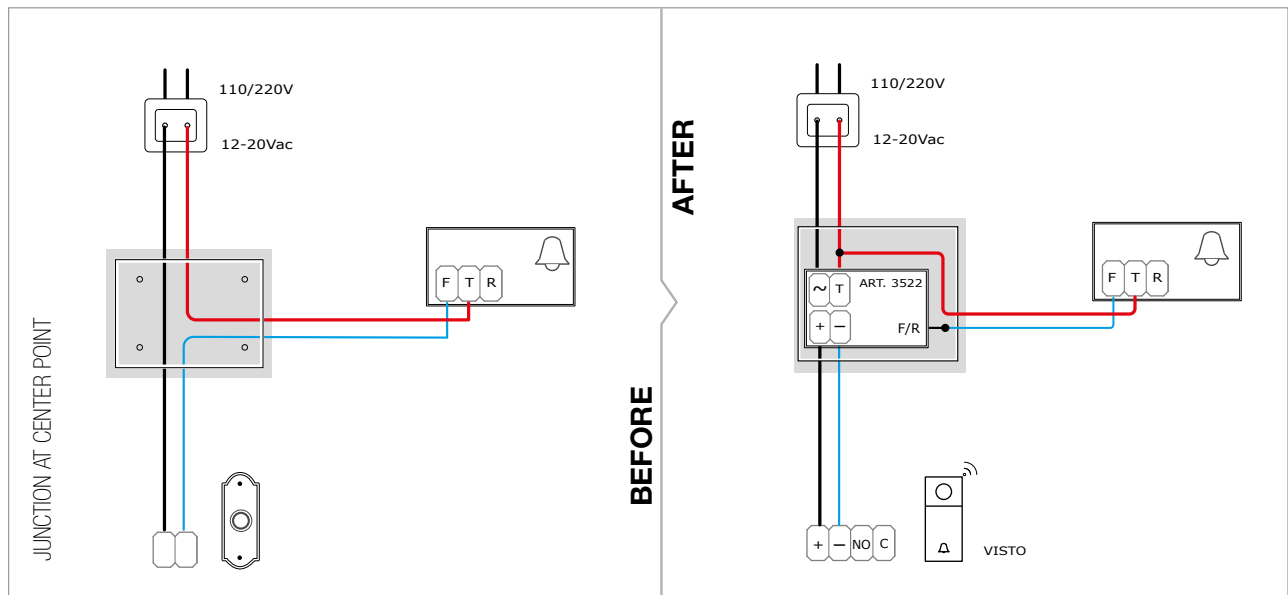 JUNCTION AT CENTER POINT
110/220V
12-20Vac
F T R
BEFORE
AFTER
110/220V
12-20Vac
~ T ART. 3522
+ − F/R
F T R
+ − NO C
VISTO